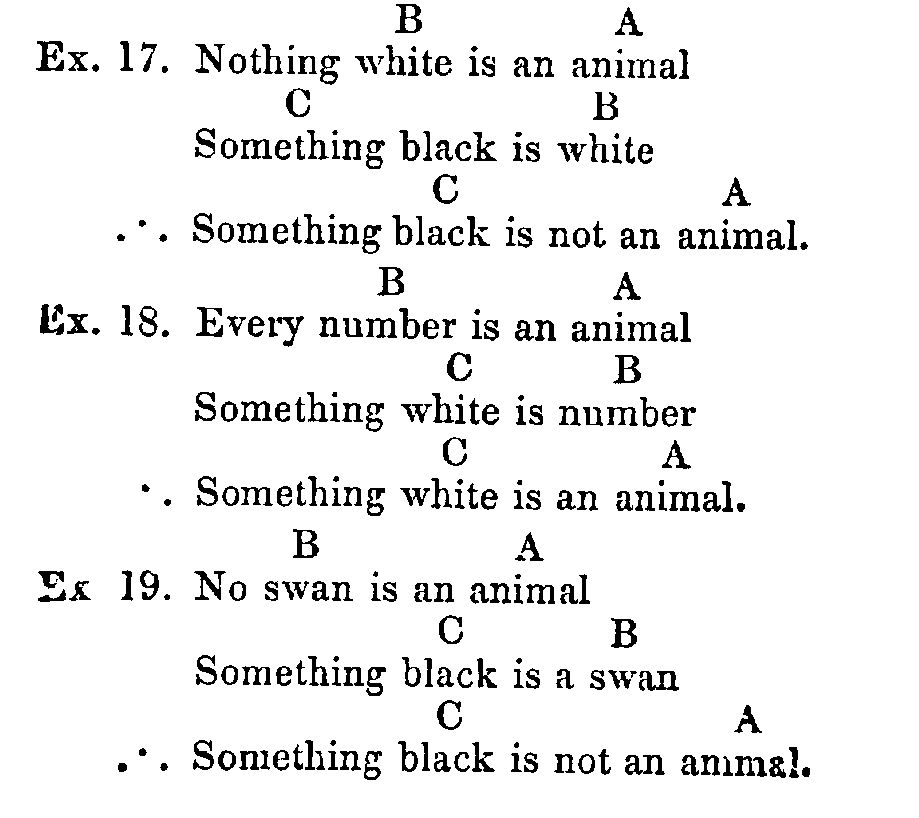 B A
Ex. 17. Nothing white is an animal
C B
Something black is white
C A
∴ Something black is not an animal.
B A
Ex. 18. Every number is an animal
C B
Something white is number
C A
·. Something white is an animal.
B A
Ex 19. No swan is an animal
C B
Something black is a swan
C A
∴ Something black is not an animal.